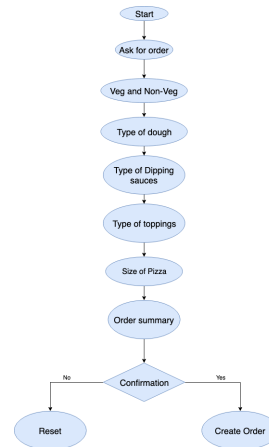 Start
Ask for order
Veg and Non-Veg
Type of dough
Type of Dipping
sauces
Type of toppings
Size of Pizza
Order summary
Confirmation
No
Yes
Reset
Create Order